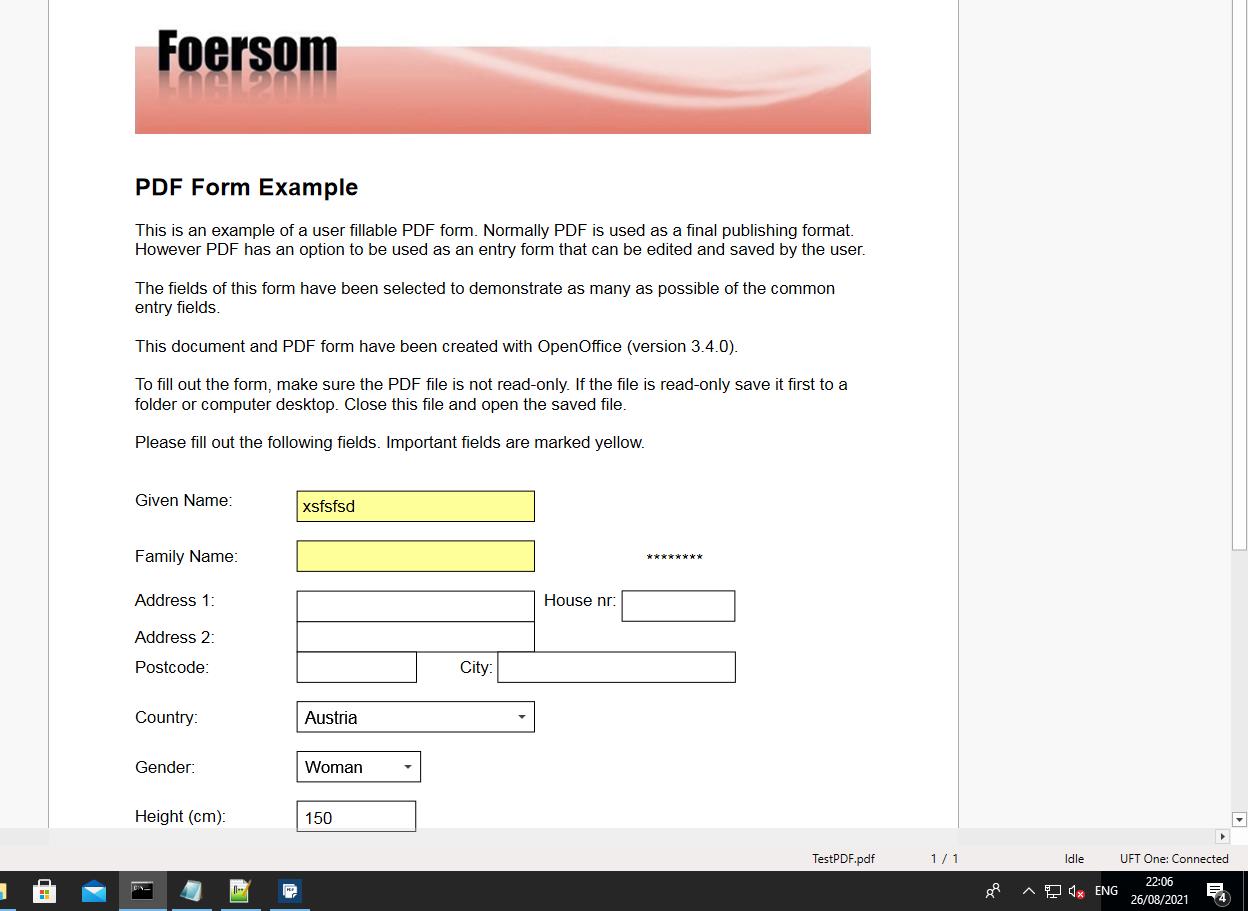 Foersom
PDF Form Example
This is an example of a user fillable PDF form. Normally PDF is used as a final publishing format.
However PDF has an option to be used as an entry form that can be edited and saved by the user.
The fields of this form have been selected to demonstrate as many as possible of the common
entry fields.
This document and PDF form have been created with OpenOffice (version 3.4.0).
To fill out the form, make sure the PDF file is not read-only. If the file is read-only save it first to a
folder or computer desktop. Close this file and open the saved file.
Please fill out the following fields. Important fields are marked yellow.
Given Name: xsfsfsd
Family Name: ********
Address 1: House nr:
Address 2:
Postcode: City:
Country: Austria
Gender: Woman
Height (cm): 150
TestPDF.pdf 1 / 1 Idle UFT One: Connected
ENG 22:06
26/08/2021 4